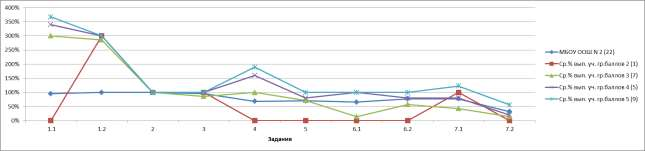 400%
350%
300%
250%
200%
150%
100%
50%
0%
1.1 1.2 2 3 4 5 6.1 6.2 7.1 7.2
Задания
МБОУ ООШ N 2 (22)
Ср.% вып. уч. гр.баллов 2 (1)
Ср.% вып. уч. гр.баллов 3 (7)
Ср.% вып. уч. гр.баллов 4 (5)
Ср.% вып. уч. гр.баллов 5 (9)